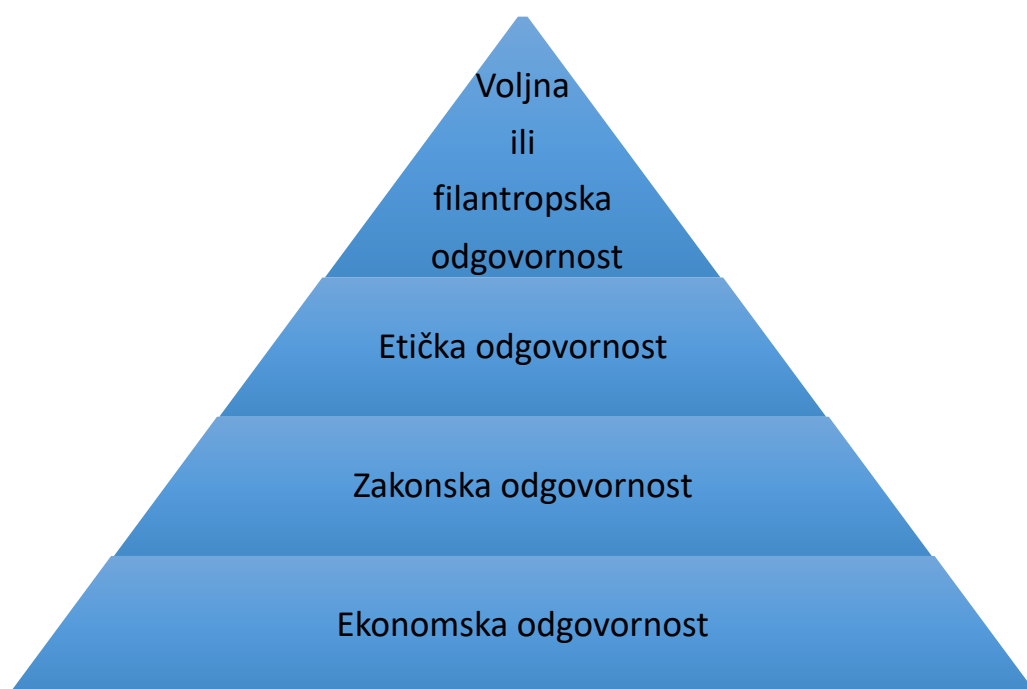 Voljna
ili
filantropska
odgovornost
Etička odgovornost
Zakonska odgovornost
Ekonomska odgovornost